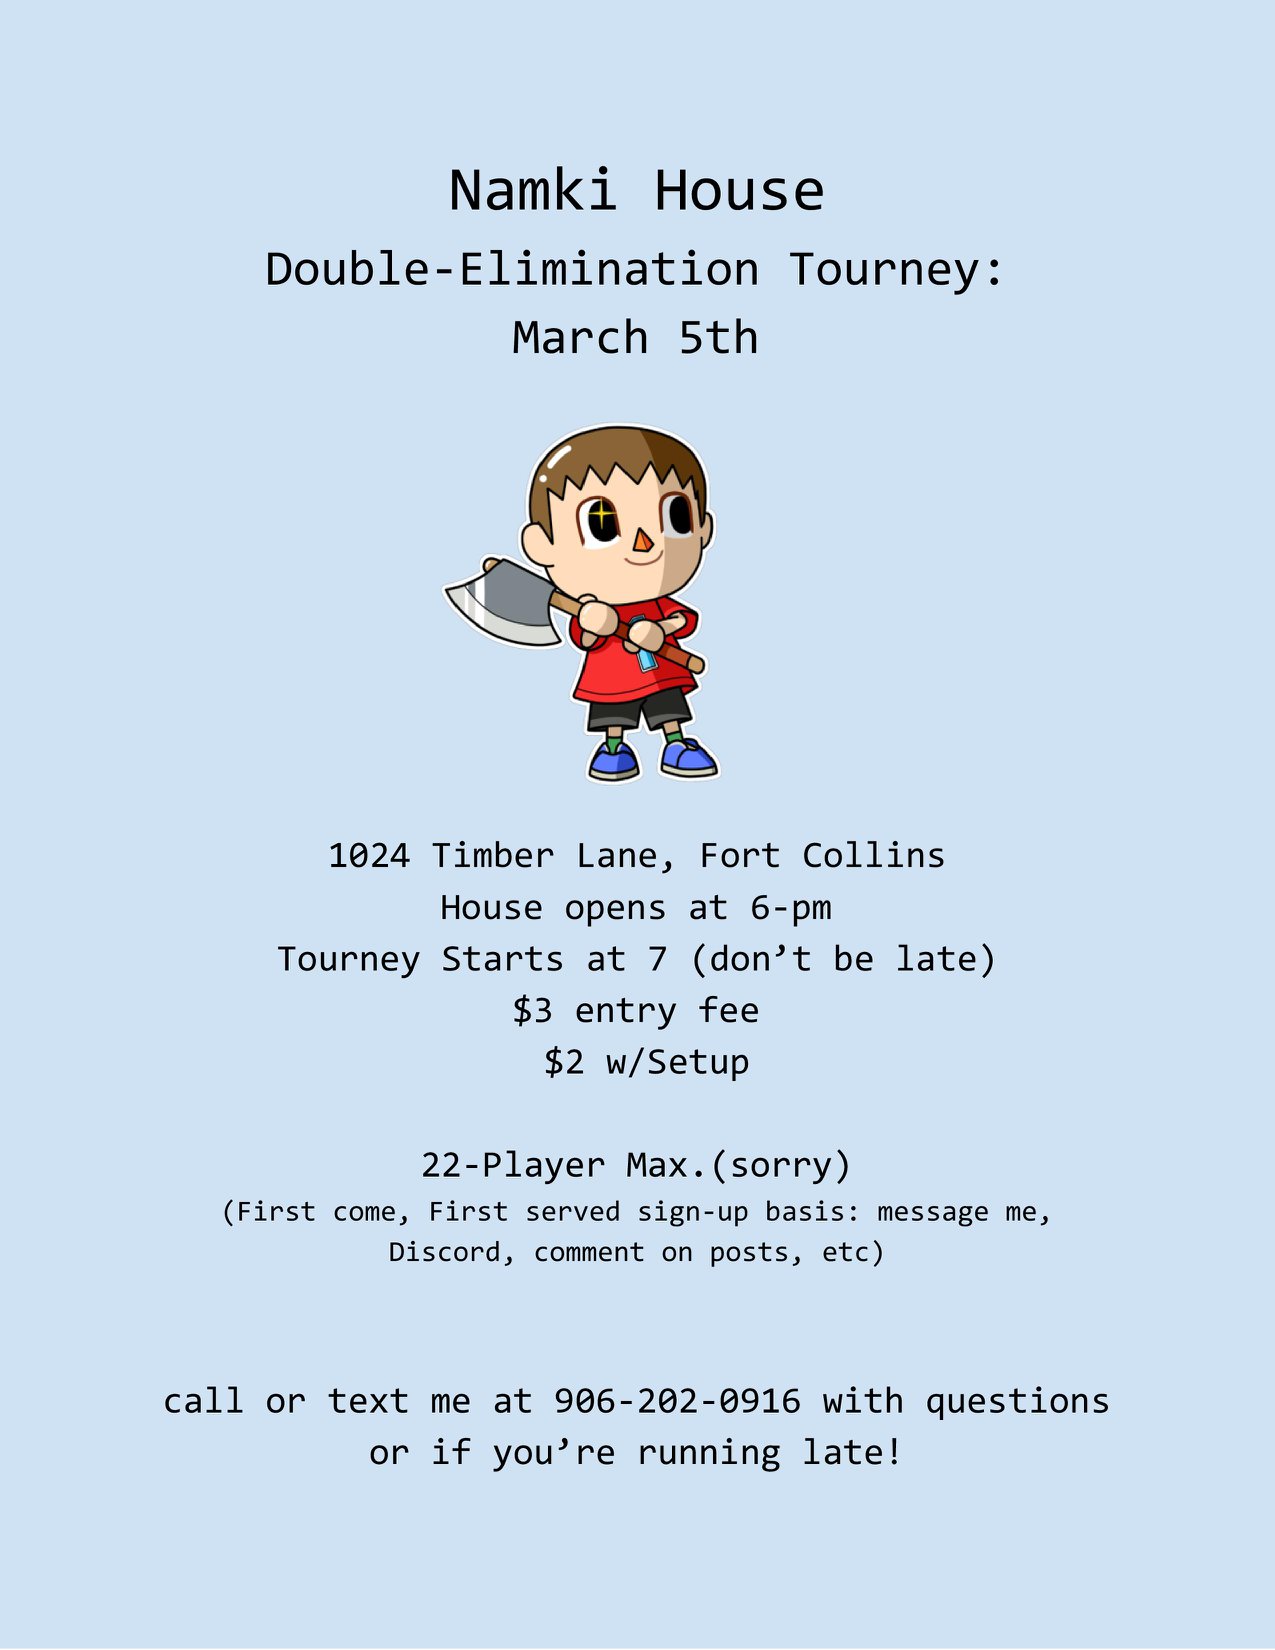 Namki House
Double-Elimination Tourney:
March 5th
1024 Timber Lane, Fort Collins
House opens at 6-pm
Tourney Starts at 7 (don’t be late)
$3 entry fee
$2 w/Setup
22-Player Max.(sorry)
(First come, First served sign-up basis: message me,
Discord, comment on posts, etc)
call or text me at 906-202-0916 with questions
or if you’re running late!